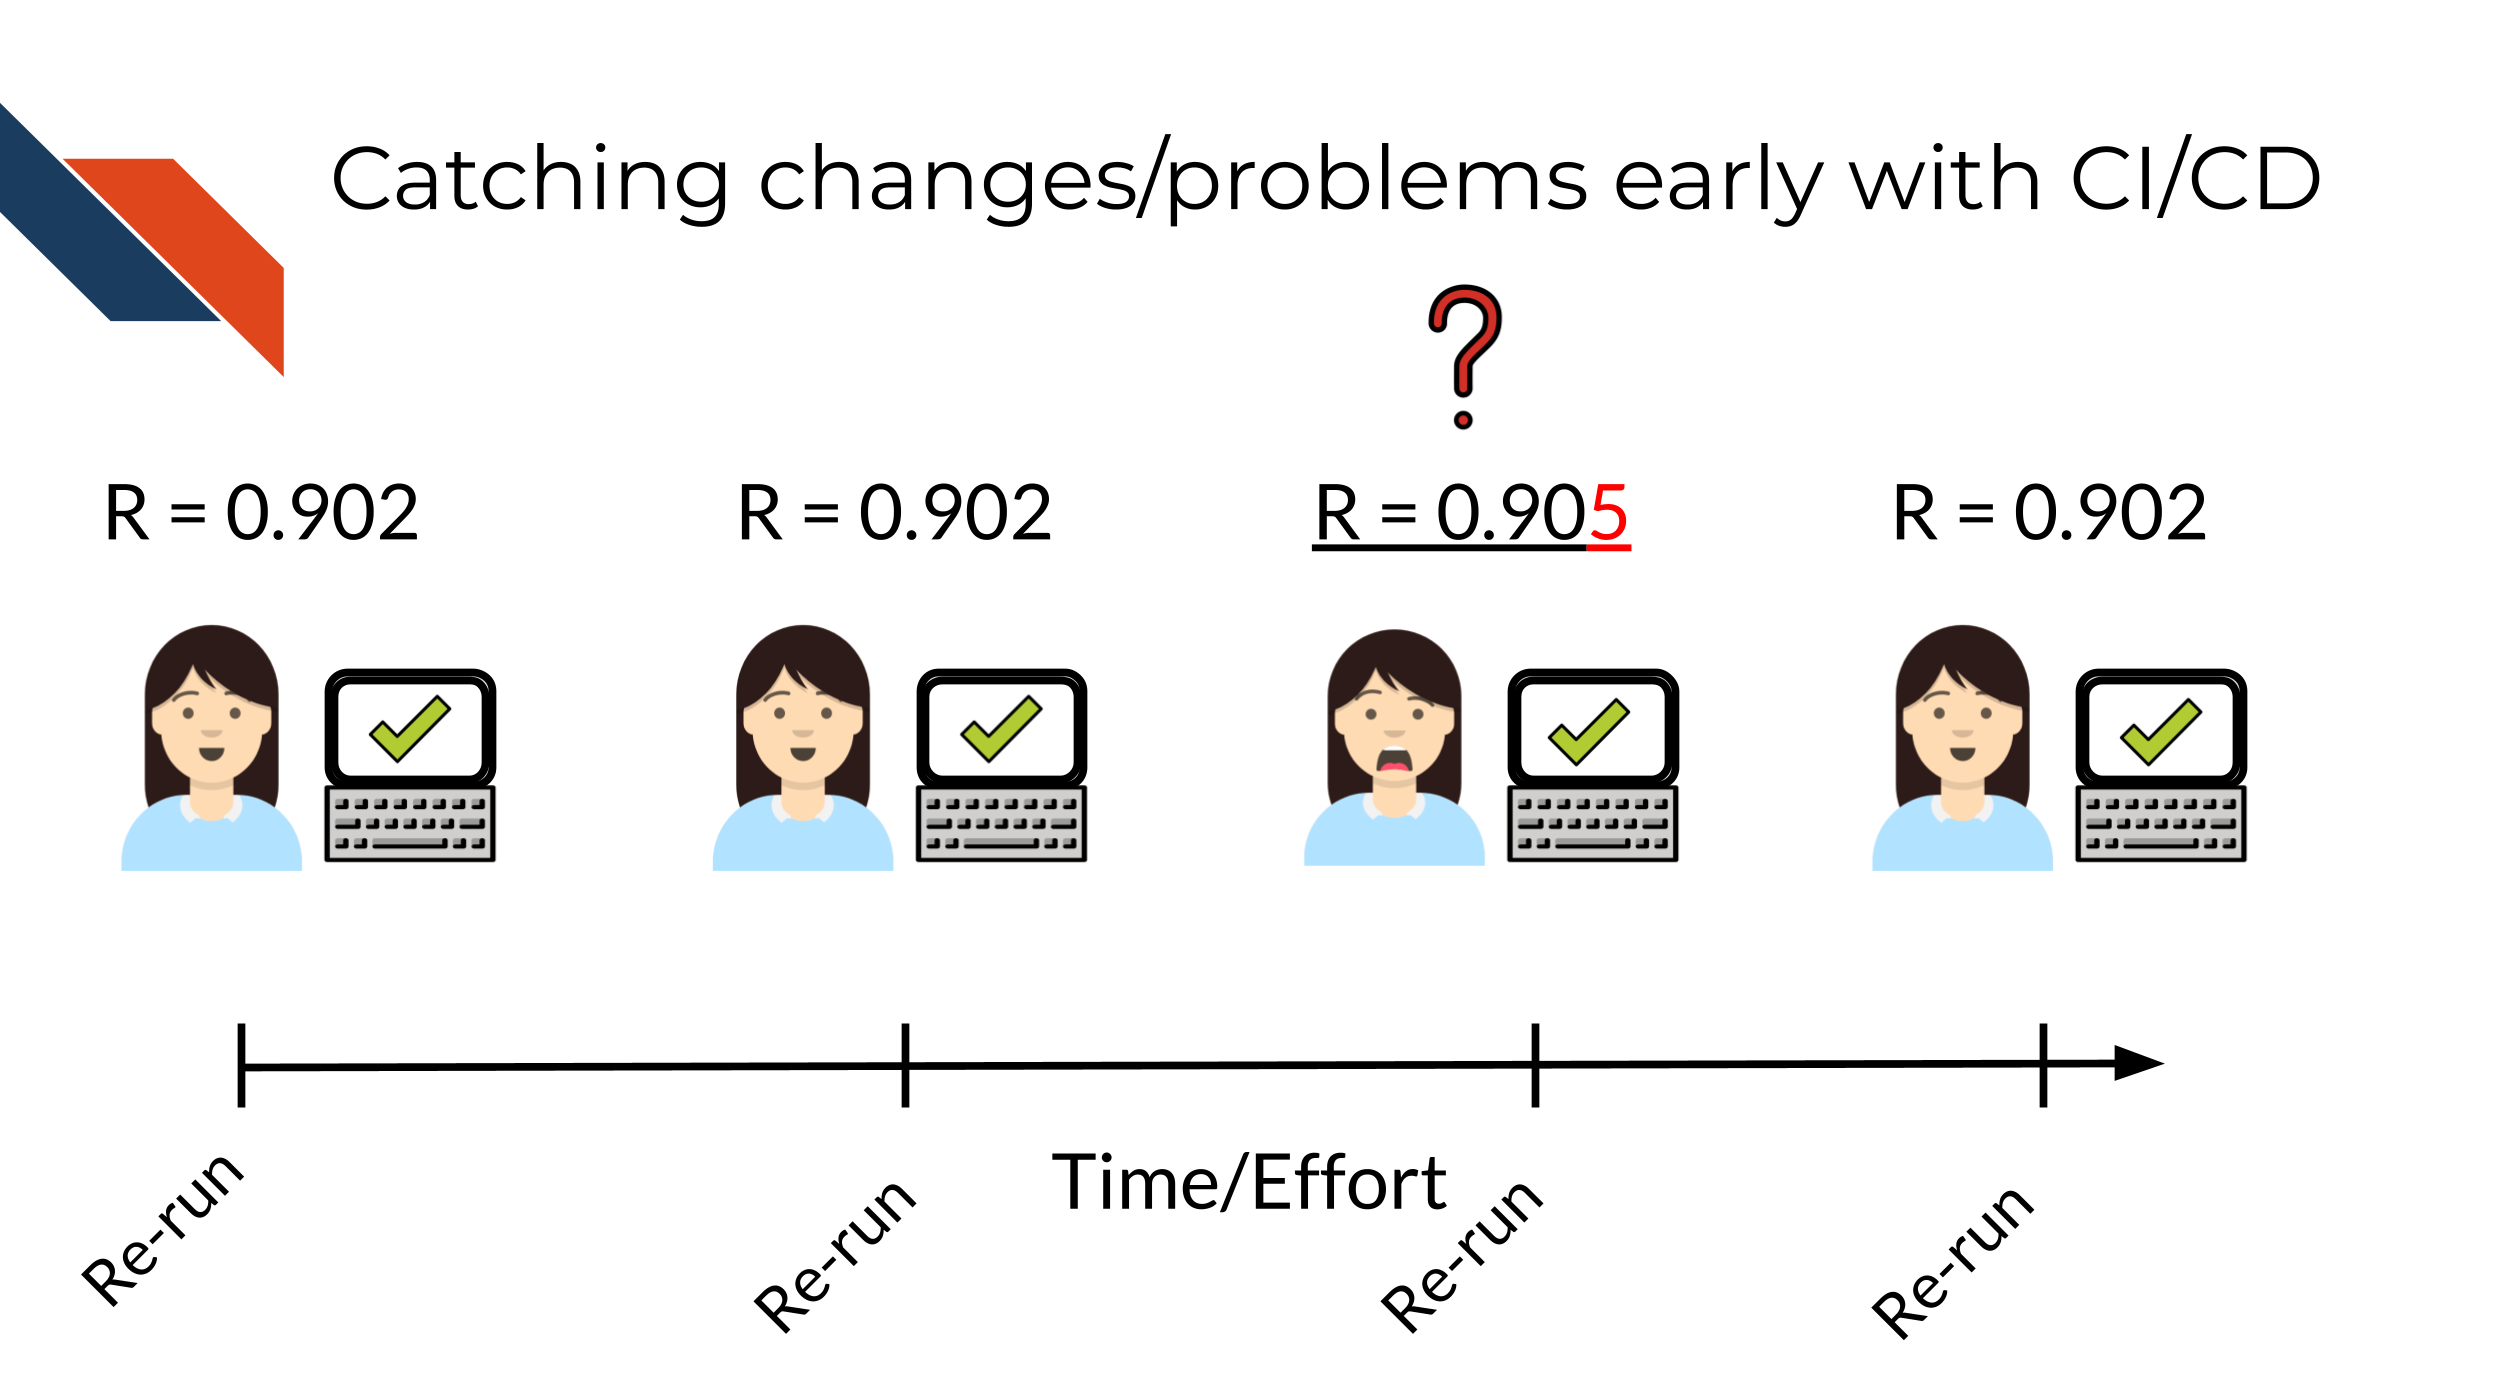 Catching changes/problems early with CI/CD
?
R = 0.902
R = 0.902
R = 0.905
R = 0.902
Time/Effort
Re-run
Re-run
Re-run
Re-run